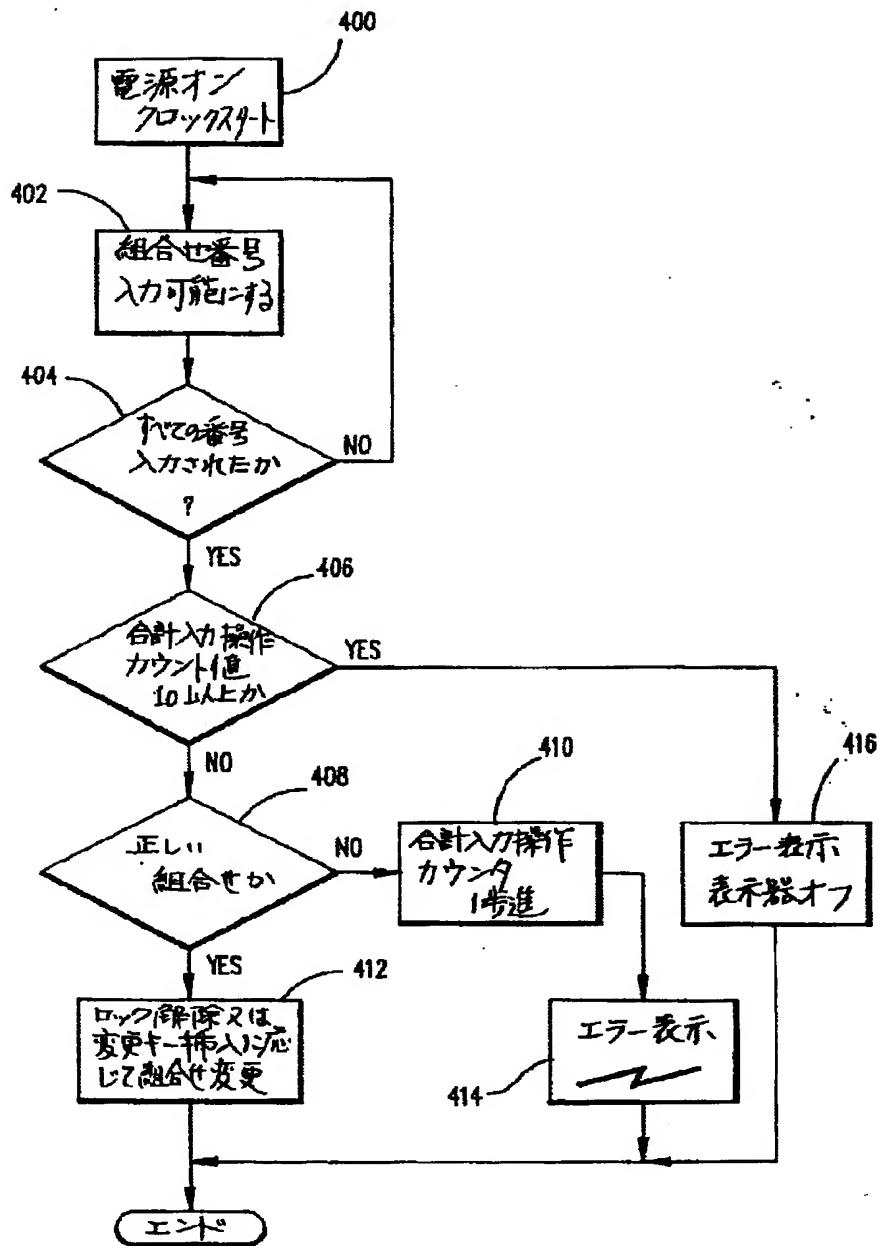 400
電源オン
クロックスタート
402
組合せ番号
入力可能にする
404
すべての番号
入力されたか
?
NO
YES
406
合計入力操作
カウント値
10以上か
YES
NO
408
正しい
組合せか
NO
YES
410
合計入力操作
カウンタ
1歩進
416
エラー表示
表示器オフ
412
ロック解除又は
変更キー挿入に応
じて組合せ変更
エラー表示
414
エンド